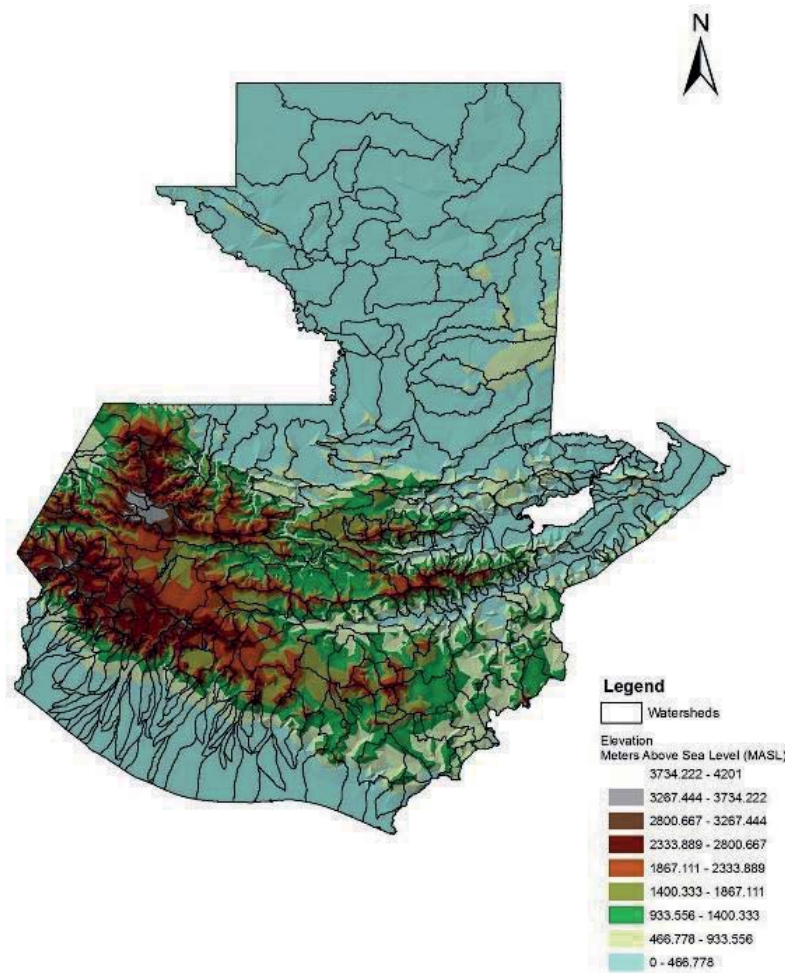 N
Legend
Watersheds
Elevation
Meters Above Sea Level (MASL)
3734.222 - 4201
3267.444 - 3734.222
2800.667 - 3267.444
2333.889 - 2800.667
1867.111 - 2333.889
1400.333 - 1867.111
933.556 - 1400.333
466.778 - 933.556
0 - 466.778